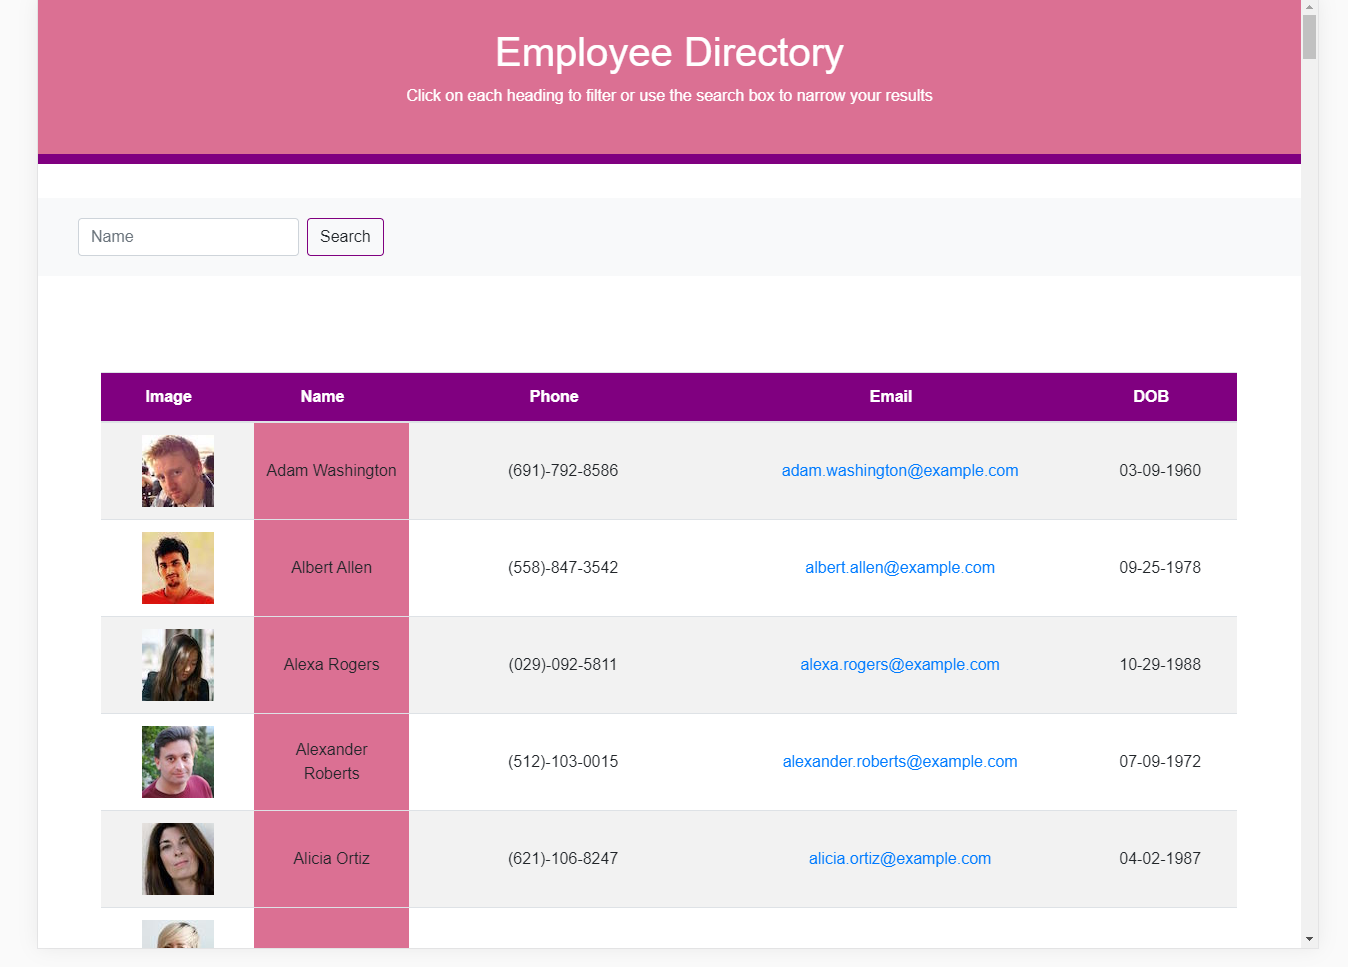 Employee Directory
Click on each heading to filter or use the search box to narrow your results
Name Search
Image Name Phone Email DOB
Adam Washington (691)-792-8586 adam.washington@example.com 03-09-1960
Albert Allen (558)-847-3542 albert.allen@example.com 09-25-1978
Alexa Rogers (029)-092-5811 alexa.rogers@example.com 10-29-1988
Alexander
Roberts (512)-103-0015 alexander.roberts@example.com 07-09-1972
Alicia Ortiz (621)-106-8247 alicia.ortiz@example.com 04-02-1987